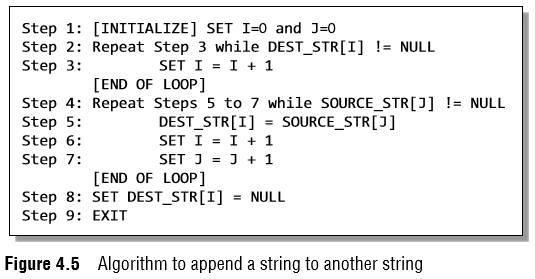 Step 1: [INITIALIZE] SET I=0 and J=0
Step 2: Repeat Step 3 while DEST_STR[I] != NULL
Step 3: SET I = I + 1
[END OF LOOP]
Step 4: Repeat Steps 5 to 7 while SOURCE_STR[J] != NULL
Step 5: DEST_STR[I] = SOURCE_STR[J]
Step 6: SET I = I + 1
Step 7: SET J = J + 1
[END OF LOOP]
Step 8: SET DEST_STR[I] = NULL
Step 9: EXIT
Figure 4.5 Algorithm to append a string to another string